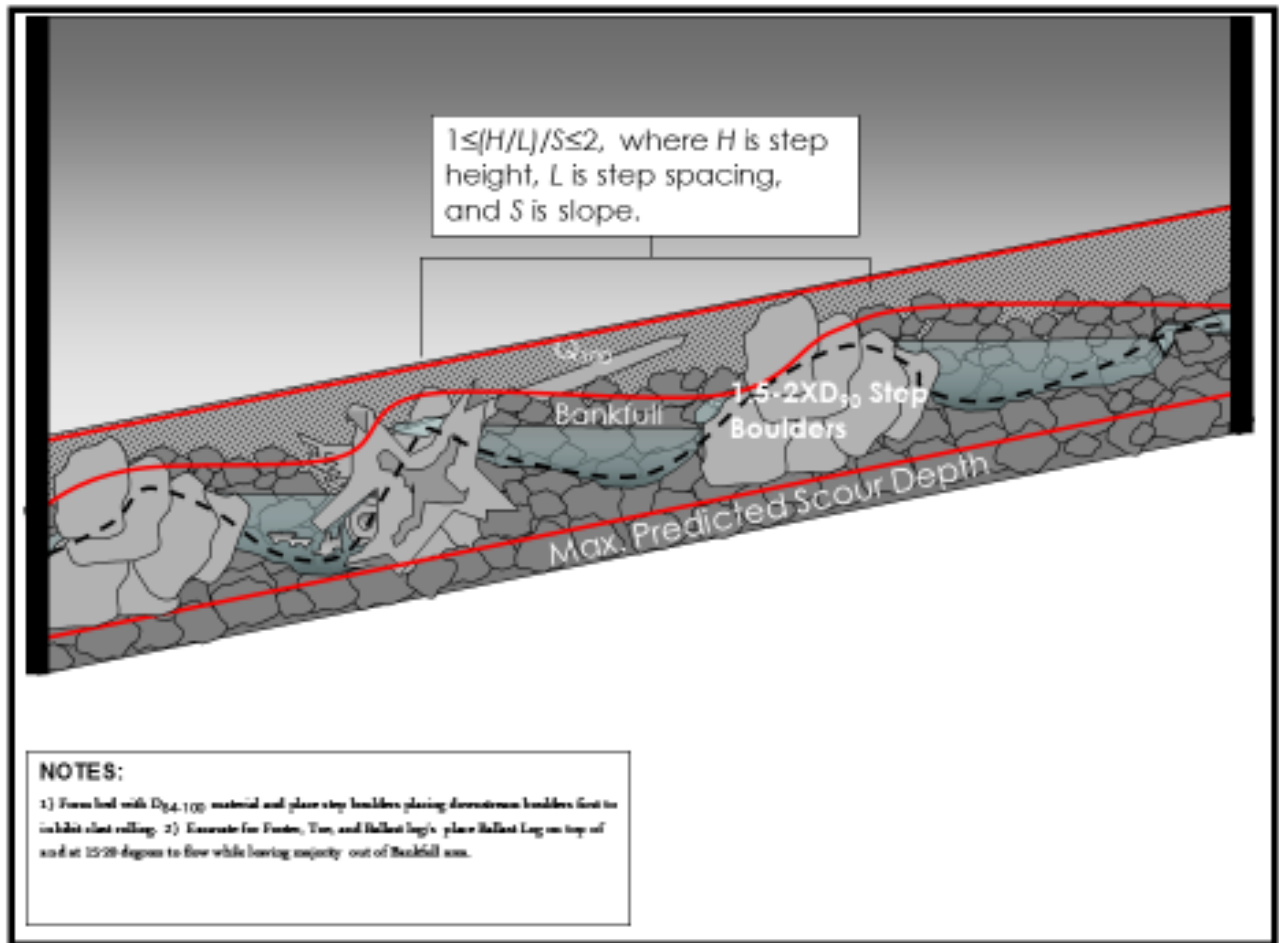 1≤(H/L)/S≤2, where H is step
height, L is step spacing,
and S is slope.
Bankfull
1.5-2XD₉₀ Step
Boulders
Max. Predicted Scour Depth
NOTES:
1) Form bed with D₈₄₋₁₀₀ material and place step boulders placing downstream boulders first to
inhibit clast rolling. 2) Excavate for Footer, Toe, and Ballast log/s place Ballast Log on top of
and at degrees to flow while leaving majority out of Bankfull area.